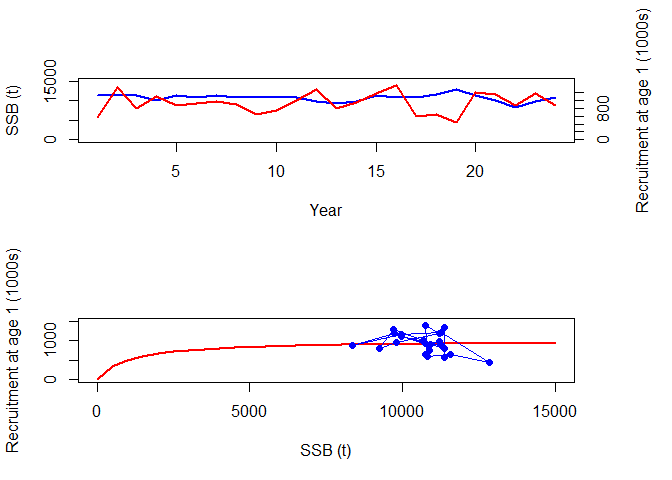 SSB (t)
0
15000
5
10
15
20
Year
0
800
Recruitment at age 1 (1000s)
Recruitment at age 1 (1000s)
0
1000
0
5000
10000
15000
SSB (t)